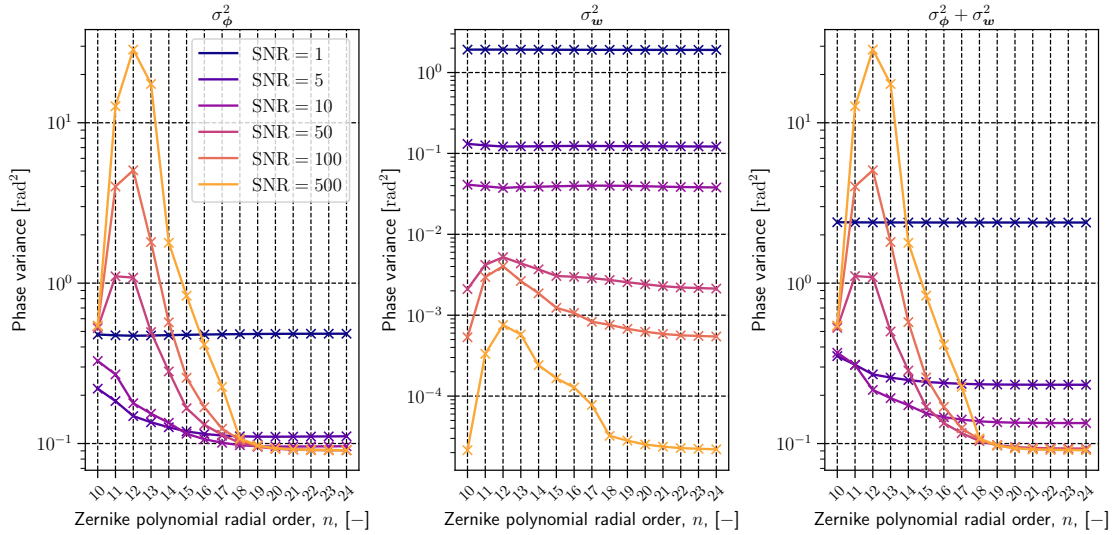 σ²_ϕ
Phase variance [rad²]
10¹
10⁰
10⁻¹
SNR = 1
SNR = 5
SNR = 10
SNR = 50
SNR = 100
SNR = 500
10 11 12 13 14 15 16 17 18 19 20 21 22 23 24
Zernike polynomial radial order, n, [−]
σ²_w
Phase variance [rad²]
10⁰
10⁻¹
10⁻²
10⁻³
10⁻⁴
10 11 12 13 14 15 16 17 18 19 20 21 22 23 24
Zernike polynomial radial order, n, [−]
σ²_ϕ + σ²_w
Phase variance [rad²]
10¹
10⁰
10⁻¹
10 11 12 13 14 15 16 17 18 19 20 21 22 23 24
Zernike polynomial radial order, n, [−]